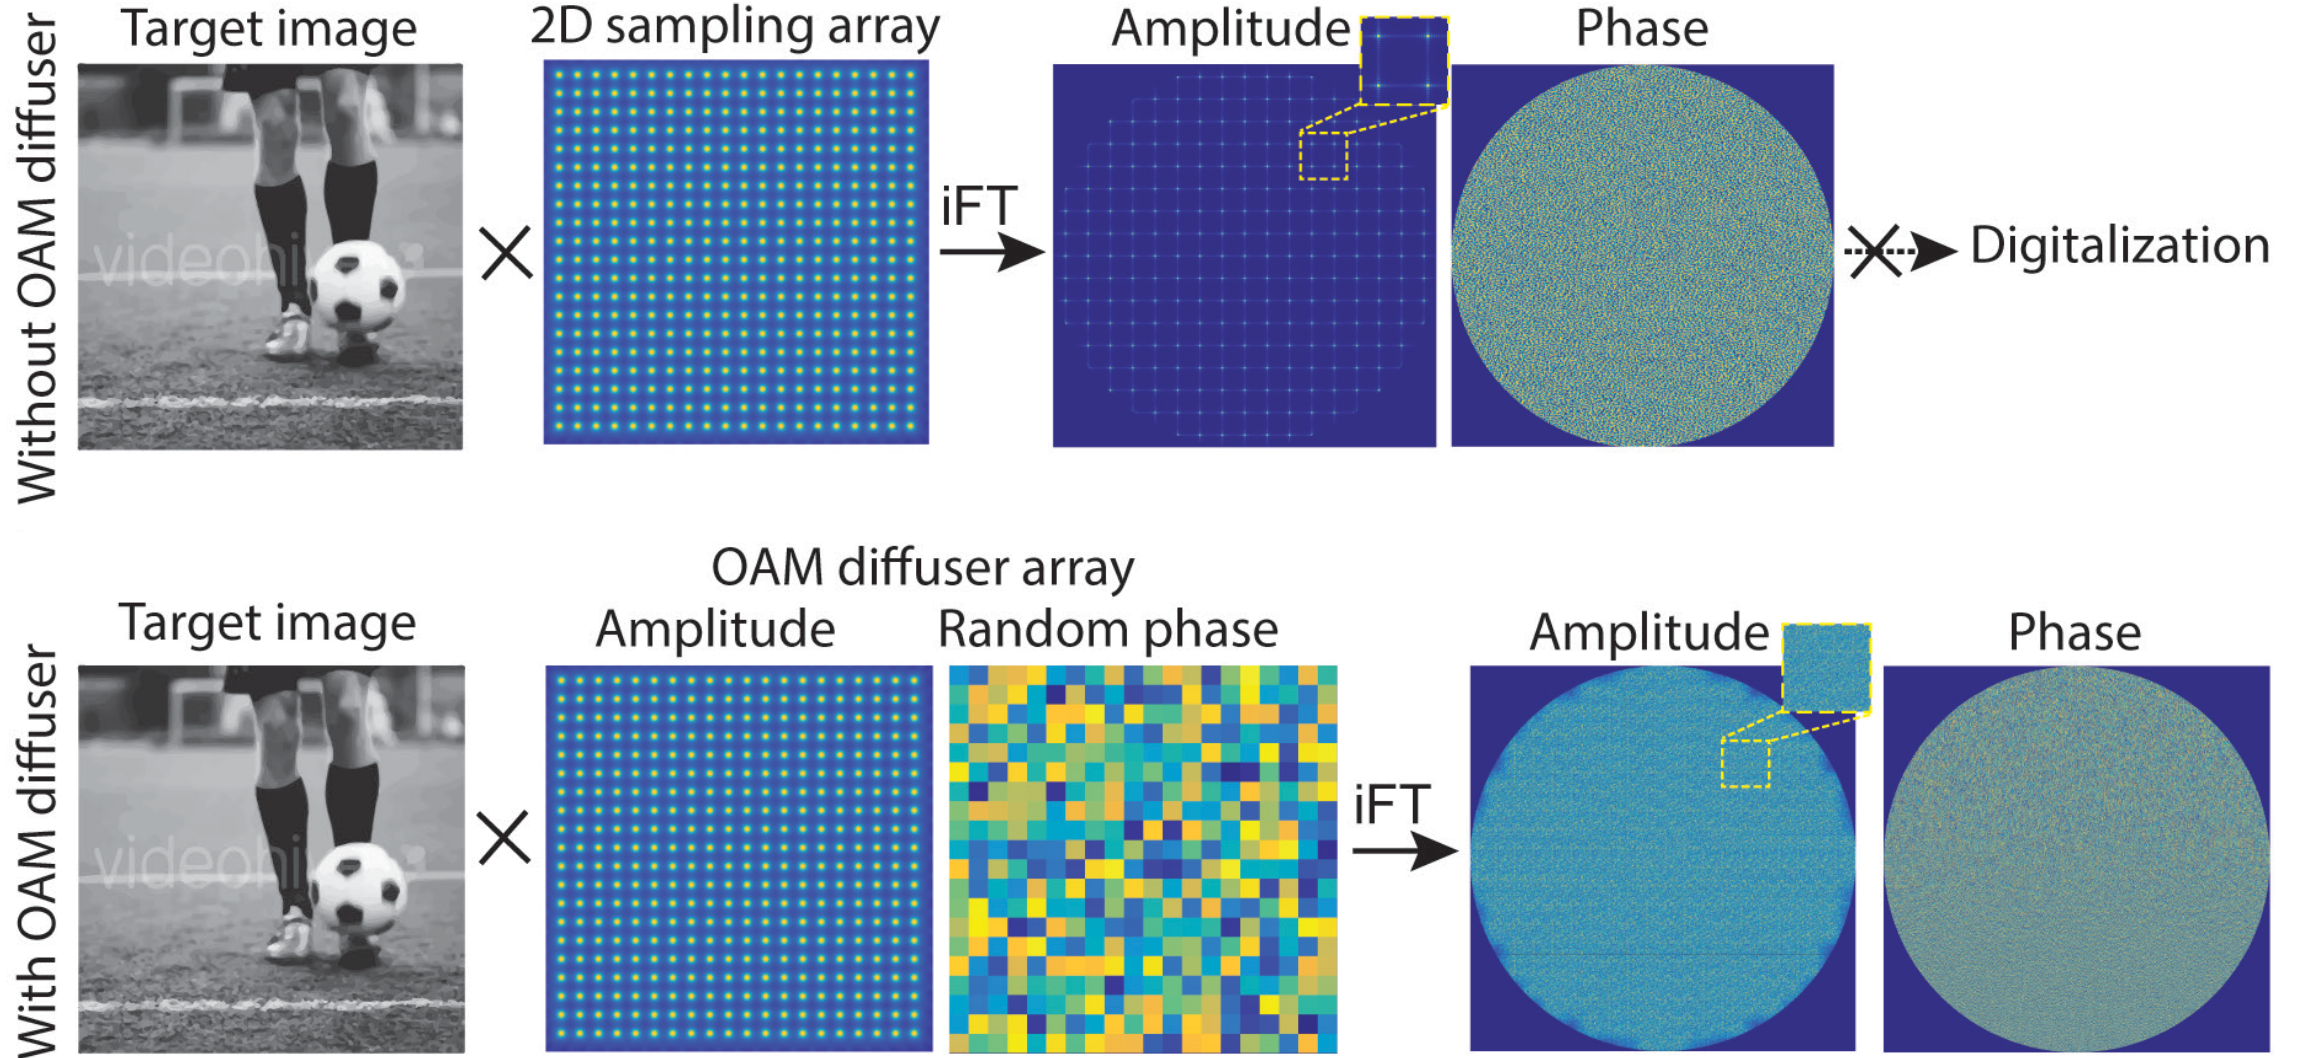 Without OAM diffuser
Target image
2D sampling array
Amplitude
Phase
iFT
Digitalization
videohi
With OAM diffuser
OAM diffuser array
Target image
Amplitude
Random phase
Amplitude
Phase
iFT
videohi